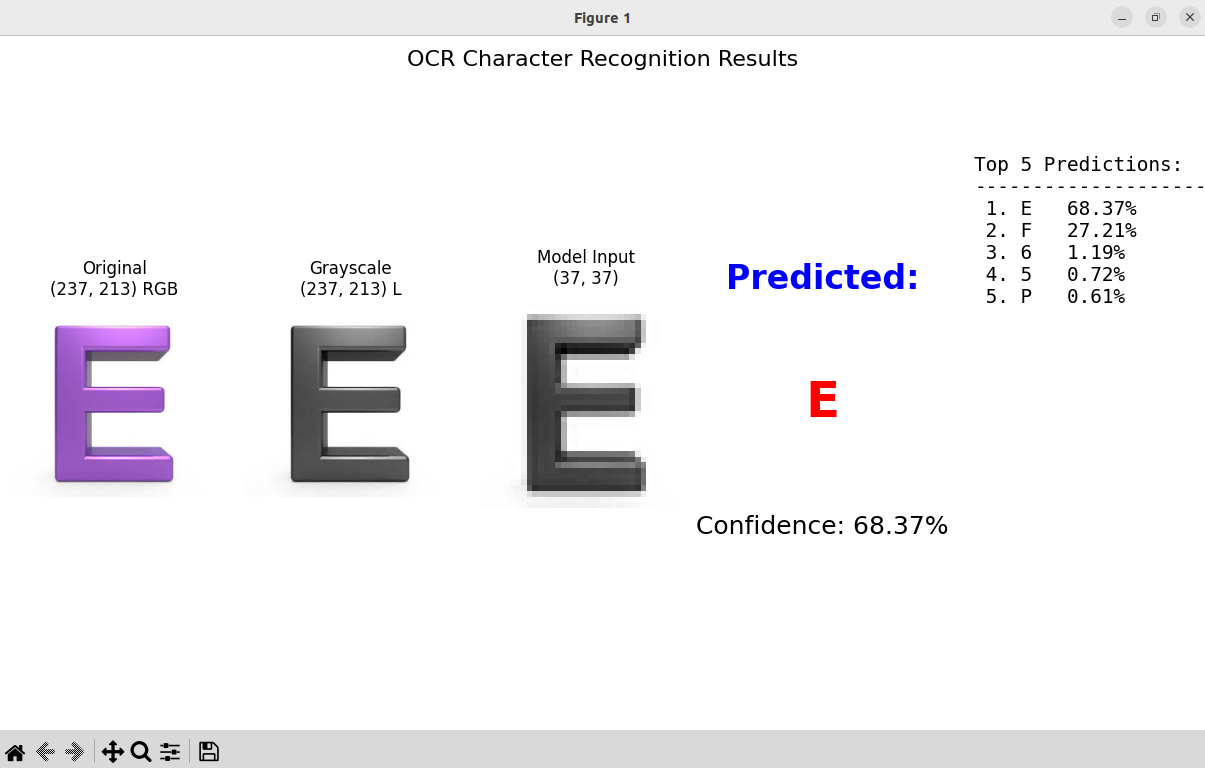 Figure 1
OCR Character Recognition Results
Original
(237, 213) RGB
E
Grayscale
(237, 213) L
E
Model Input
(37, 37)
E
Predicted:
E
Confidence: 68.37%
Top 5 Predictions:
--------------------
1. E 68.37%
2. F 27.21%
3. 6 1.19%
4. 5 0.72%
5. P 0.61%